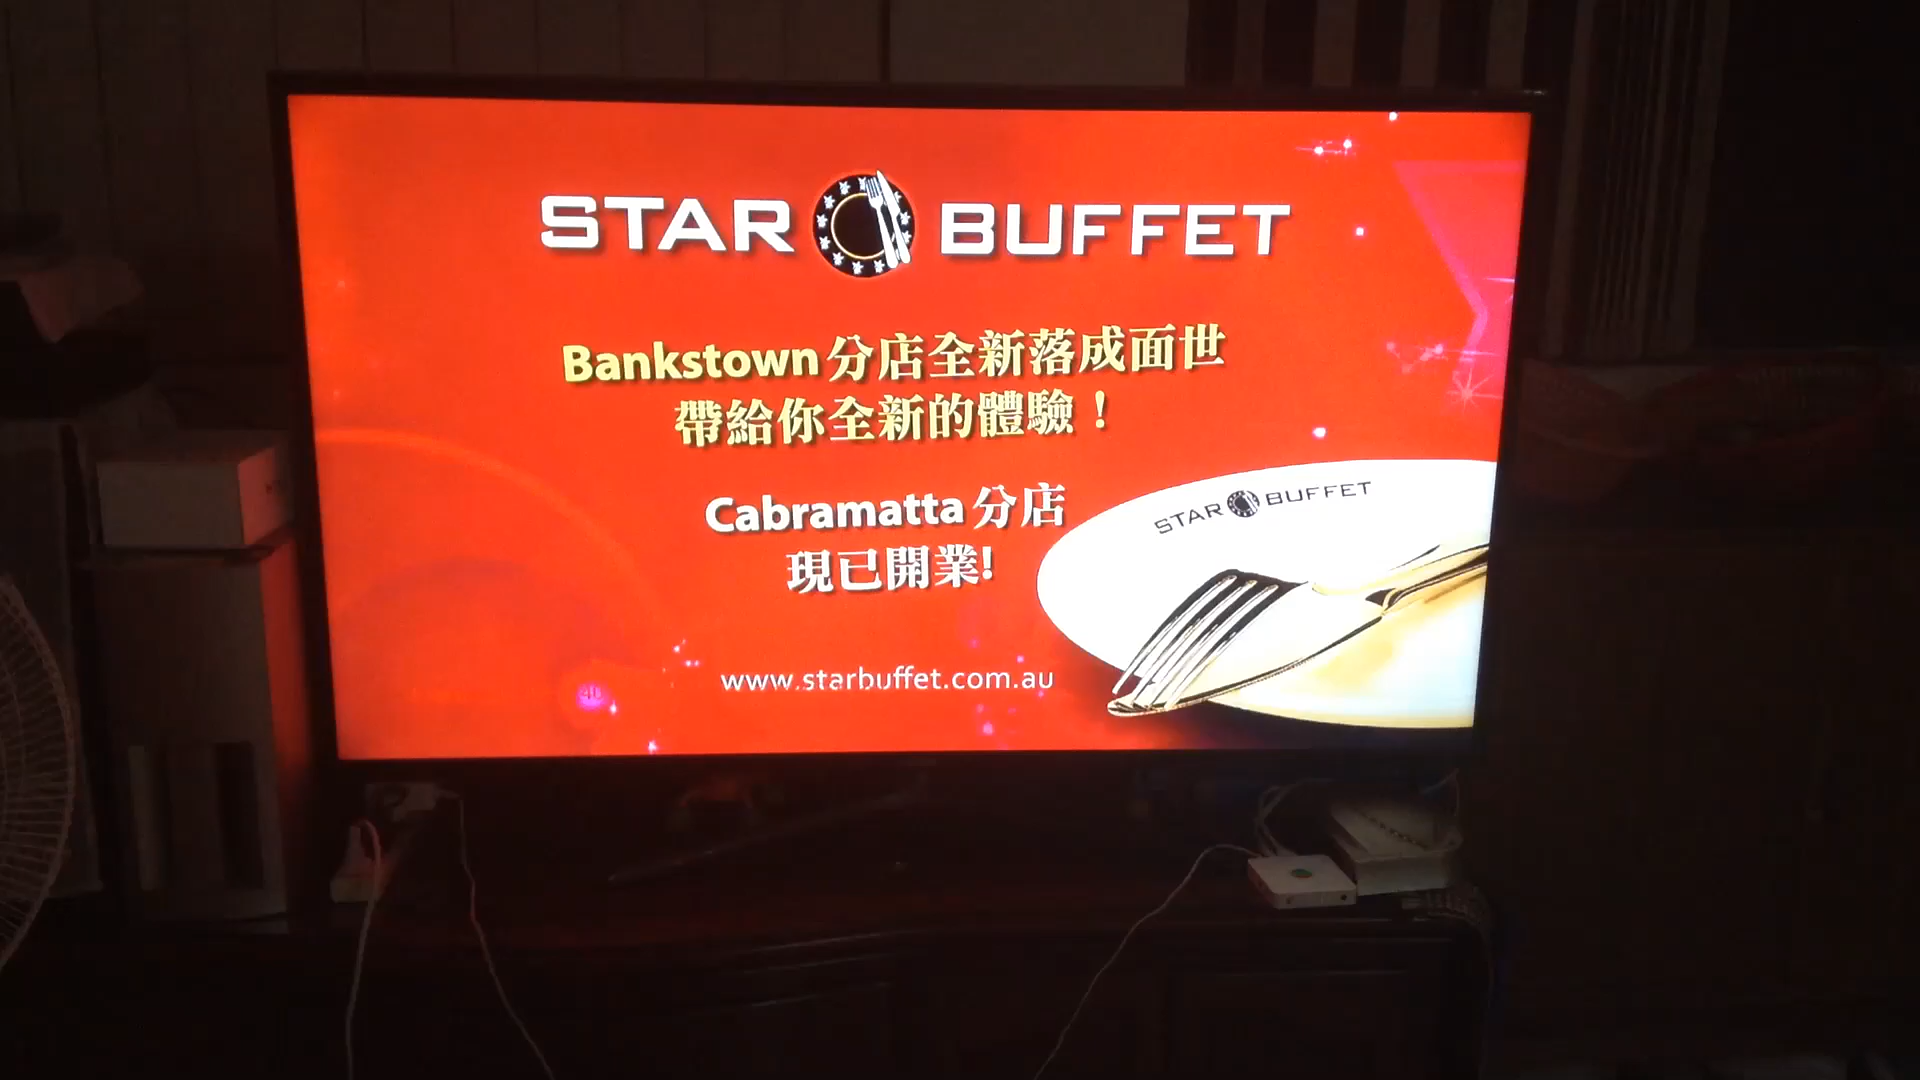 STAR BUFFET
Bankstown分店全新落成面世
帶給你全新的體驗！
Cabramatta分店
現已開業!
STAR BUFFET
www.starbuffet.com.au